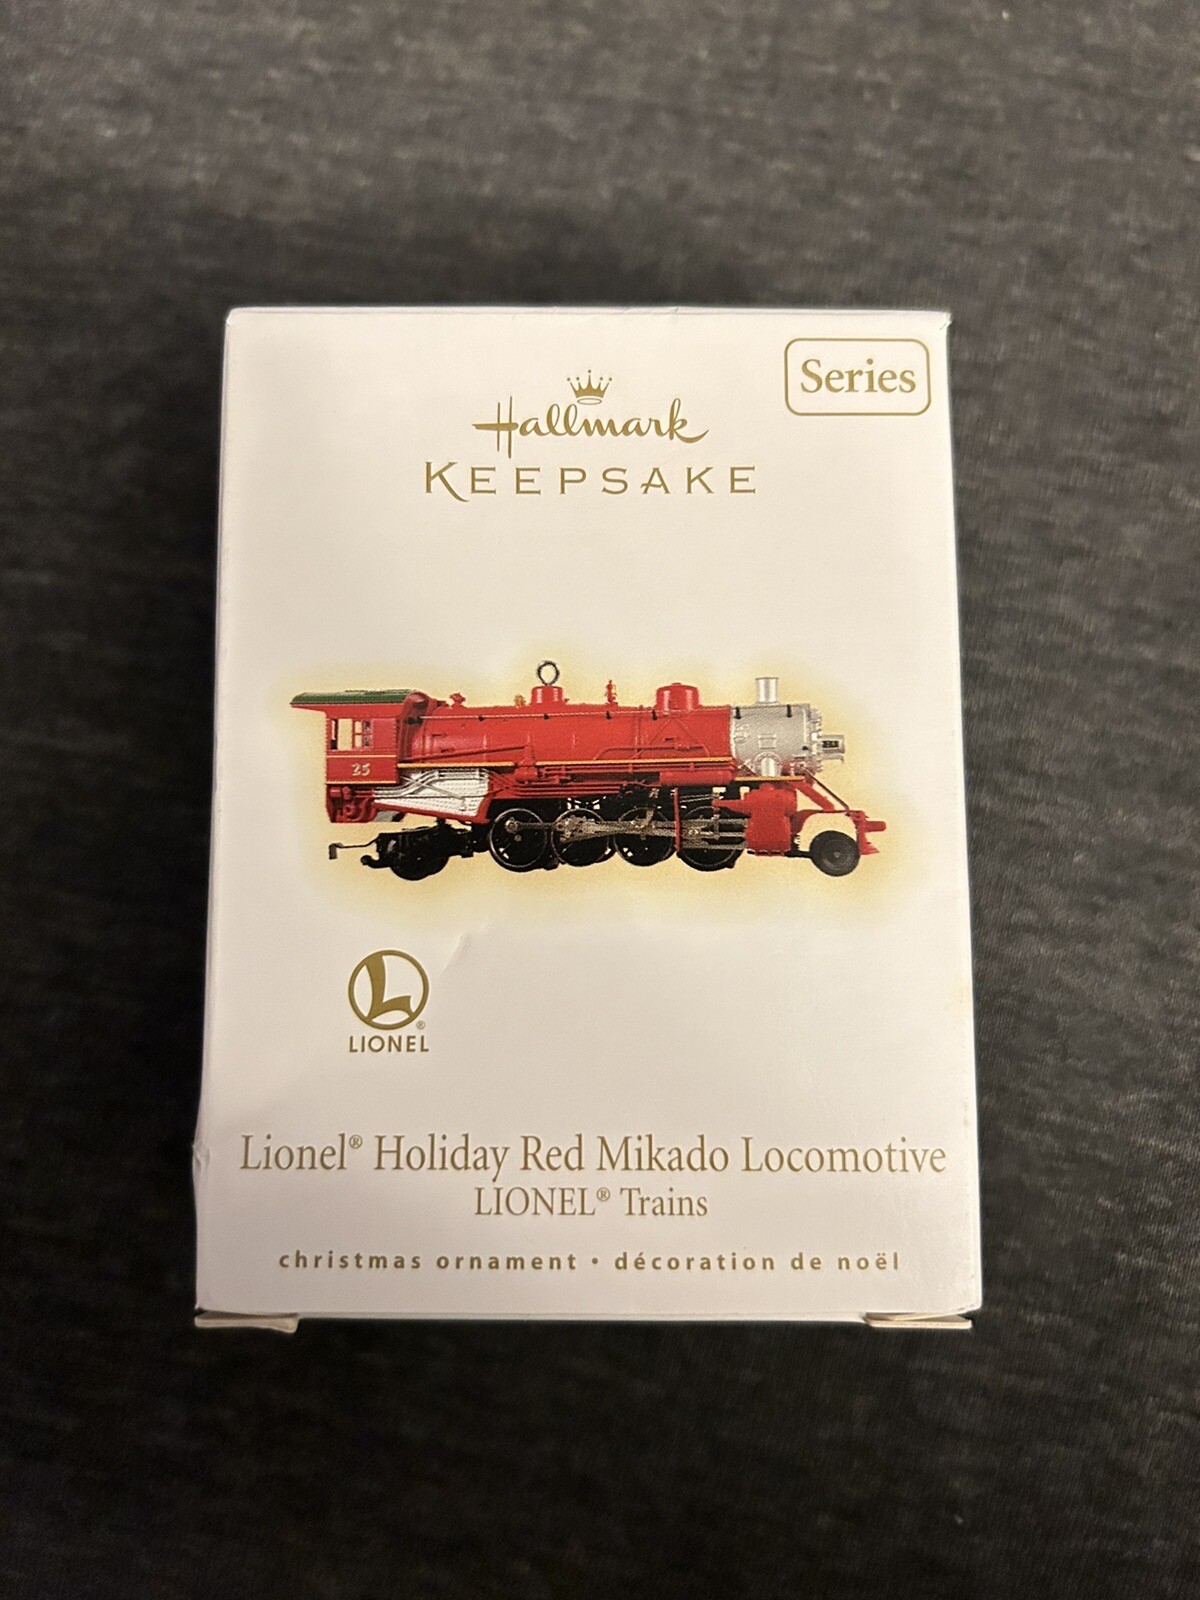 Series
Hallmark
KEEPSAKE
25
L®
LIONEL
Lionel® Holiday Red Mikado Locomotive
LIONEL® Trains
christmas ornament • décoration de noël